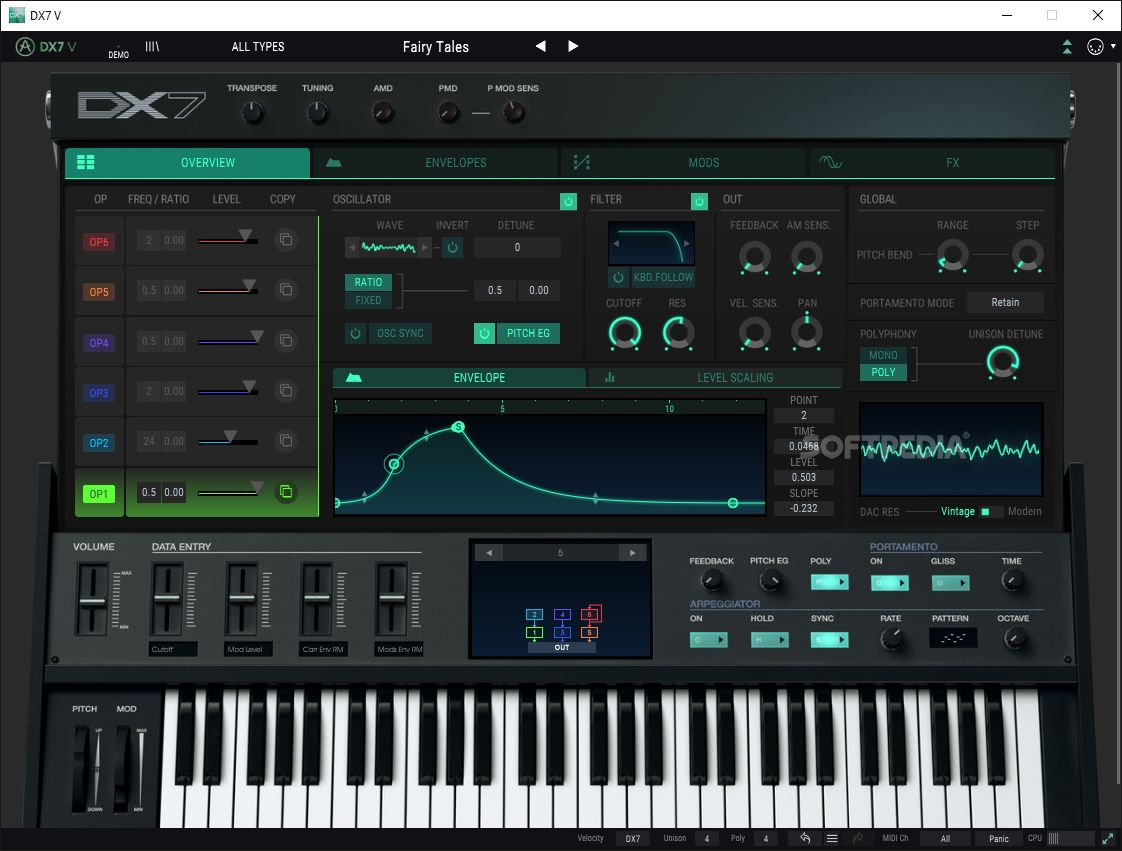 DX7 V
DX7 V
DEMO
ALL TYPES
Fairy Tales
DX7
TRANSPOSE TUNING AMD PMD P MOD SENS
OVERVIEW ENVELOPES MODS FX
OP FREQ / RATIO LEVEL COPY
OP6 2 0.00
OP5 0.5 0.00
OP4 0.5 0.00
OP3 2 0.00
OP2 24 0.00
OP1 0.5 0.00
OSCILLATOR
WAVE INVERT DETUNE
0
RATIO
FIXED
0.5 0.00
OSC SYNC PITCH EG
FILTER
KBD.FOLLOW
CUTOFF RES
OUT
FEEDBACK AM SENS.
VEL. SENS. PAN
GLOBAL
RANGE STEP
PITCH BEND
PORTAMENTO MODE Retain
POLYPHONY UNISON DETUNE
MONO
POLY
ENVELOPE LEVEL SCALING
0 5 10
S
POINT
2
TIME
0.0468
LEVEL
0.503
SLOPE
-0.232
SOFTPEDIA®
DAC RES Vintage Modern
VOLUME DATA ENTRY
MAX
MIN
Cutoff Mod Level Carr Env RM Mods Env RM
5
2 4 6
1 3 5
OUT
FEEDBACK PITCH EG POLY
P
PORTAMENTO
ON GLISS TIME
O G
ARPEGGIATOR
ON HOLD SYNC RATE PATTERN OCTAVE
O H S
PITCH MOD
UP MAX
DOWN MIN
Velocity DX7 Unison 4 Poly 4 MIDI Ch All Panic CPU